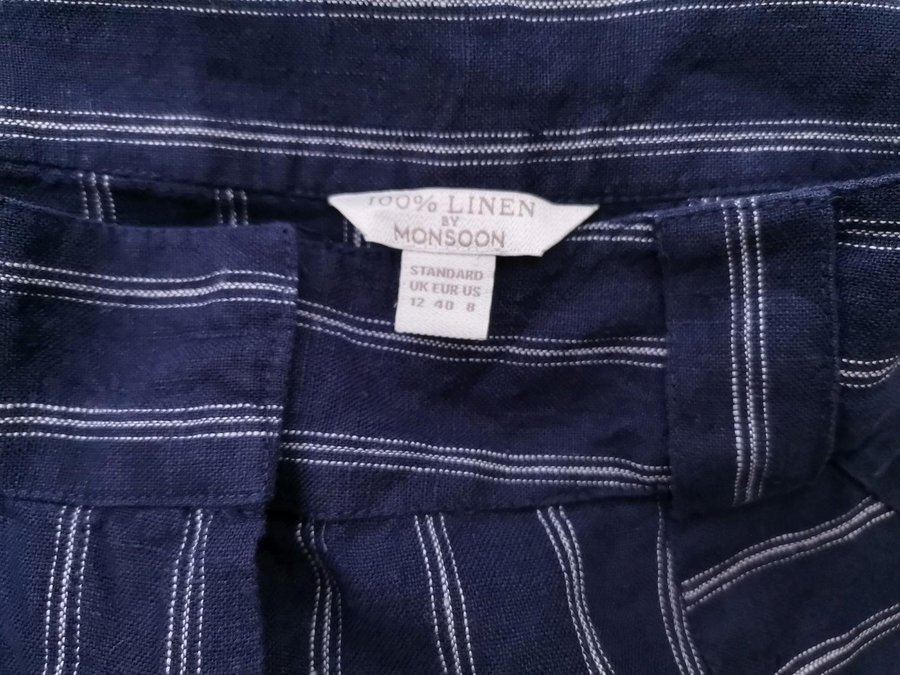 100% LINEN
BY
MONSOON
STANDARD
UK EUR US
12 40 8